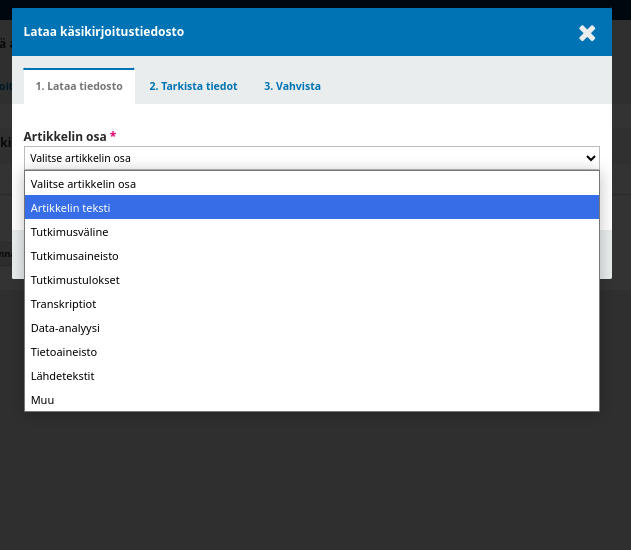 Lataa käsikirjoitustiedosto
1. Lataa tiedosto
2. Tarkista tiedot
3. Vahvista
Artikkelin osa *
Valitse artikkelin osa
Valitse artikkelin osa
Artikkelin teksti
Tutkimusväline
Tutkimusaineisto
Tutkimustulokset
Transkriptiot
Data-analyysi
Tietoaineisto
Lähdetekstit
Muu